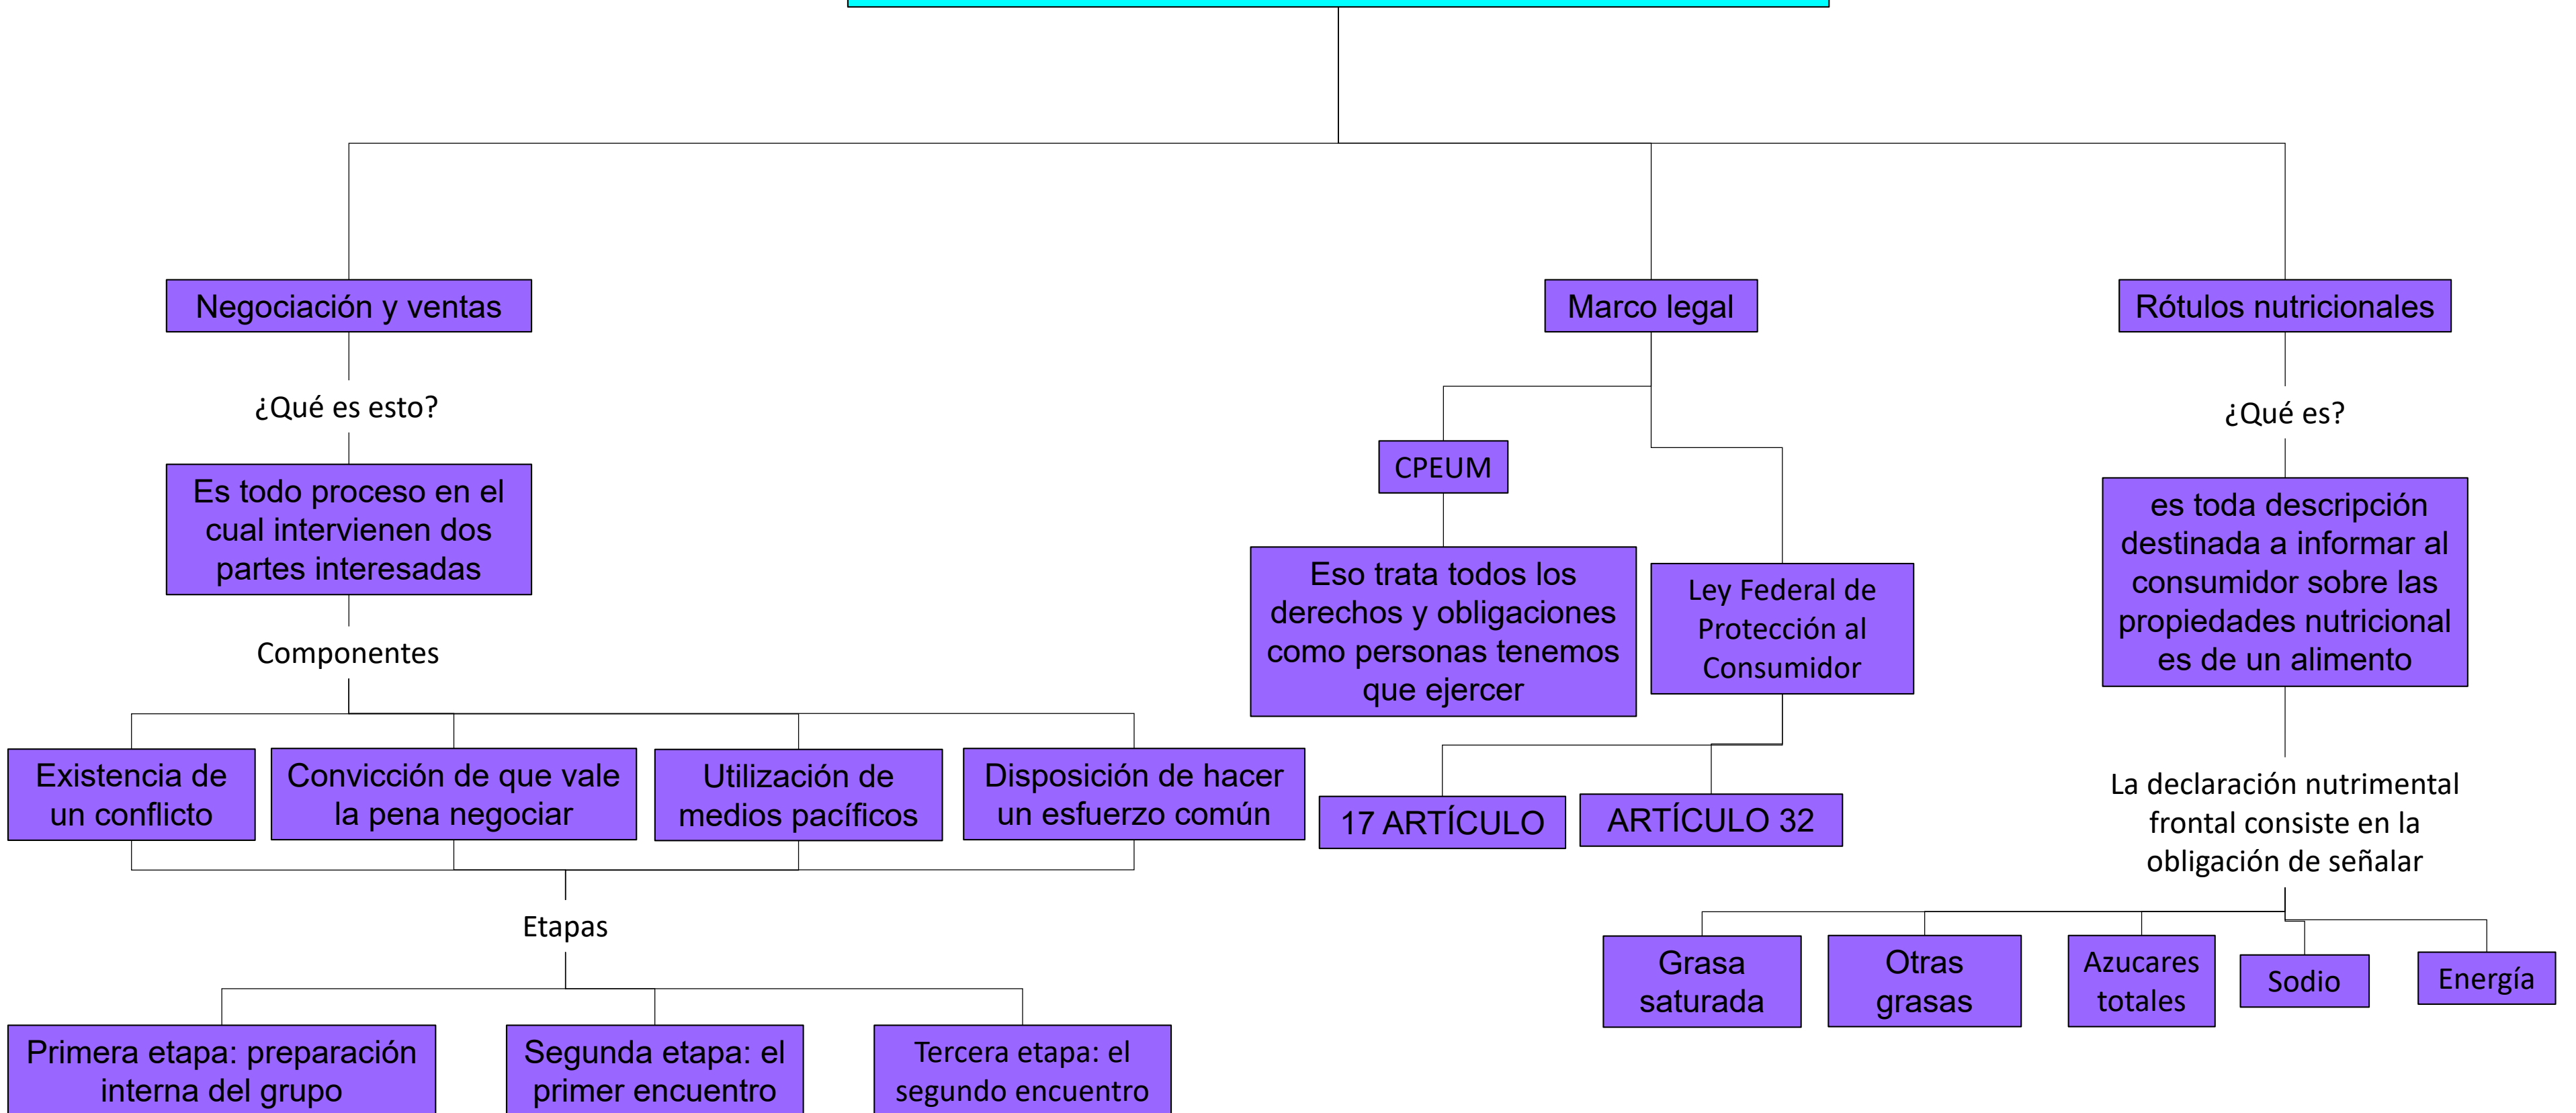 Negociación y ventas
Marco legal
Rótulos nutricionales
¿Qué es esto?
Es todo proceso en el
cual intervienen dos
partes interesadas
Componentes
Existencia de
un conflicto
Convicción de que vale
la pena negociar
Utilización de
medios pacíficos
Disposición de hacer
un esfuerzo común
Etapas
Primera etapa: preparación
interna del grupo
Segunda etapa: el
primer encuentro
Tercera etapa: el
segundo encuentro
CPEUM
Eso trata todos los
derechos y obligaciones
como personas tenemos
que ejercer
Ley Federal de
Protección al
Consumidor
17 ARTÍCULO
ARTÍCULO 32
¿Qué es?
es toda descripción
destinada a informar al
consumidor sobre las
propiedades nutricional
es de un alimento
La declaración nutrimental
frontal consiste en la
obligación de señalar
Grasa
saturada
Otras
grasas
Azucares
totales
Sodio
Energía